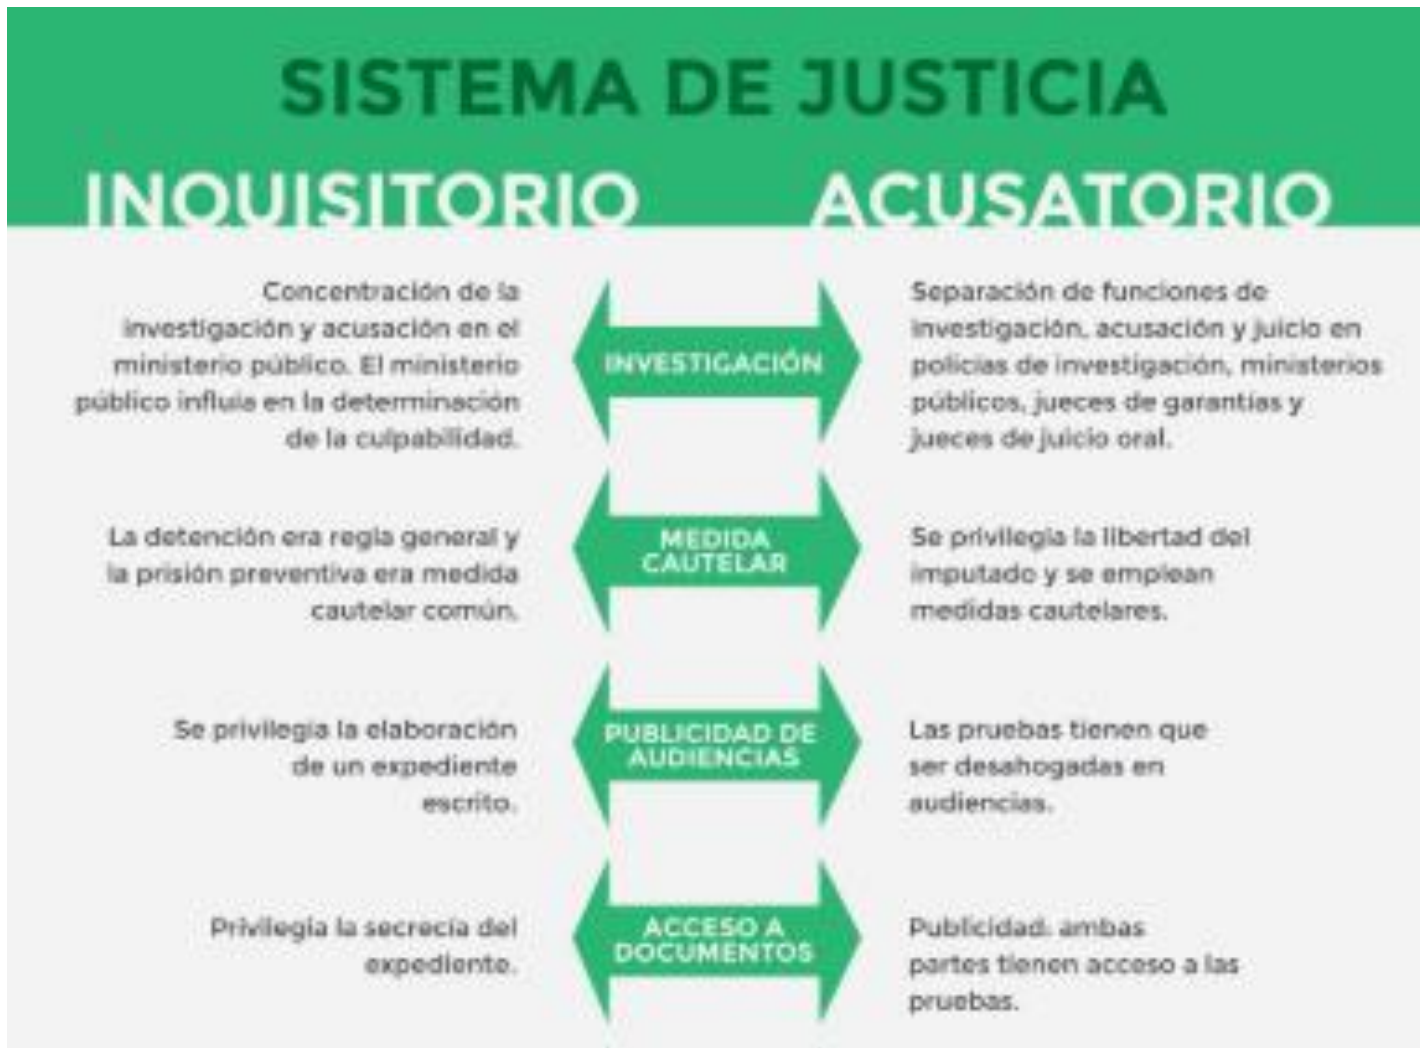 SISTEMA DE JUSTICIA
INQUISITORIO
ACUSATORIO
Concentración de la
investigación y acusación en el
ministerio público. El ministerio
público influía en la determinación
de la culpabilidad.
INVESTIGACIÓN
Separación de funciones de
investigación, acusación y juicio en
policías de investigación, ministerios
públicos, jueces de garantías y
jueces de juicio oral.
La detención era regla general y
la prisión preventiva era medida
cautelar común.
MEDIDA
CAUTELAR
Se privilegia la libertad del
imputado y se emplean
medidas cautelares.
Se privilegia la elaboración
de un expediente
escrito.
PUBLICIDAD DE
AUDIENCIAS
Las pruebas tienen que
ser desahogadas en
audiencias.
Privilegia la secrecía del
expediente.
ACCESO A
DOCUMENTOS
Publicidad: ambas
partes tienen acceso a las
pruebas.